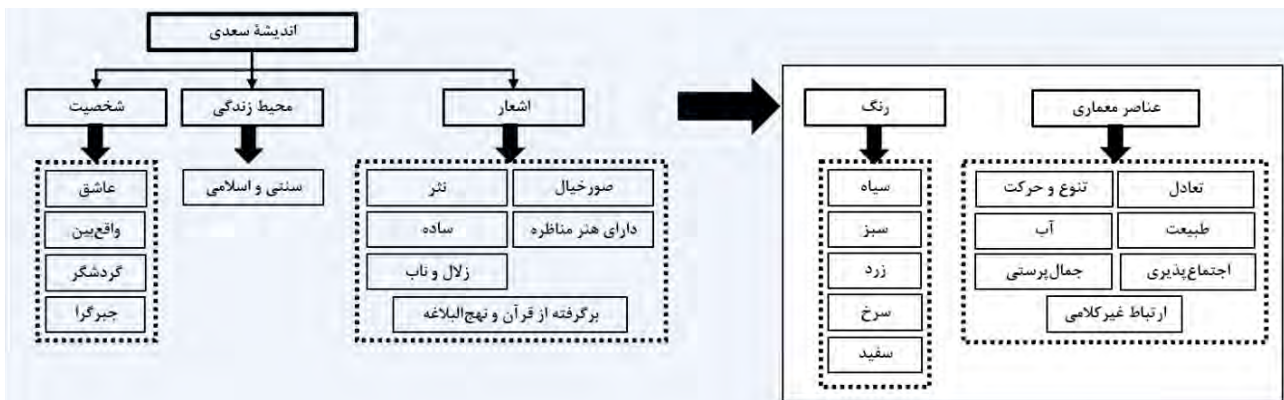 اندیشهٔ سعدی
عناصر معماری
رنگ
اشعار
محیط زندگی
شخصیت
تعادل
تنوع و حرکت
طبیعت
آب
اجتماع‌پذیری
جمال‌پرستی
ارتباط غیرکلامی
سیاه
سبز
زرد
سرخ
سفید
صورخیال
نثر
دارای هنر مناظره
ساده
زلال و ناب
برگرفته از قرآن و نهج‌البلاغه
سنتی و اسلامی
عاشق
واقع‌بین
گردشگر
جبرگرا